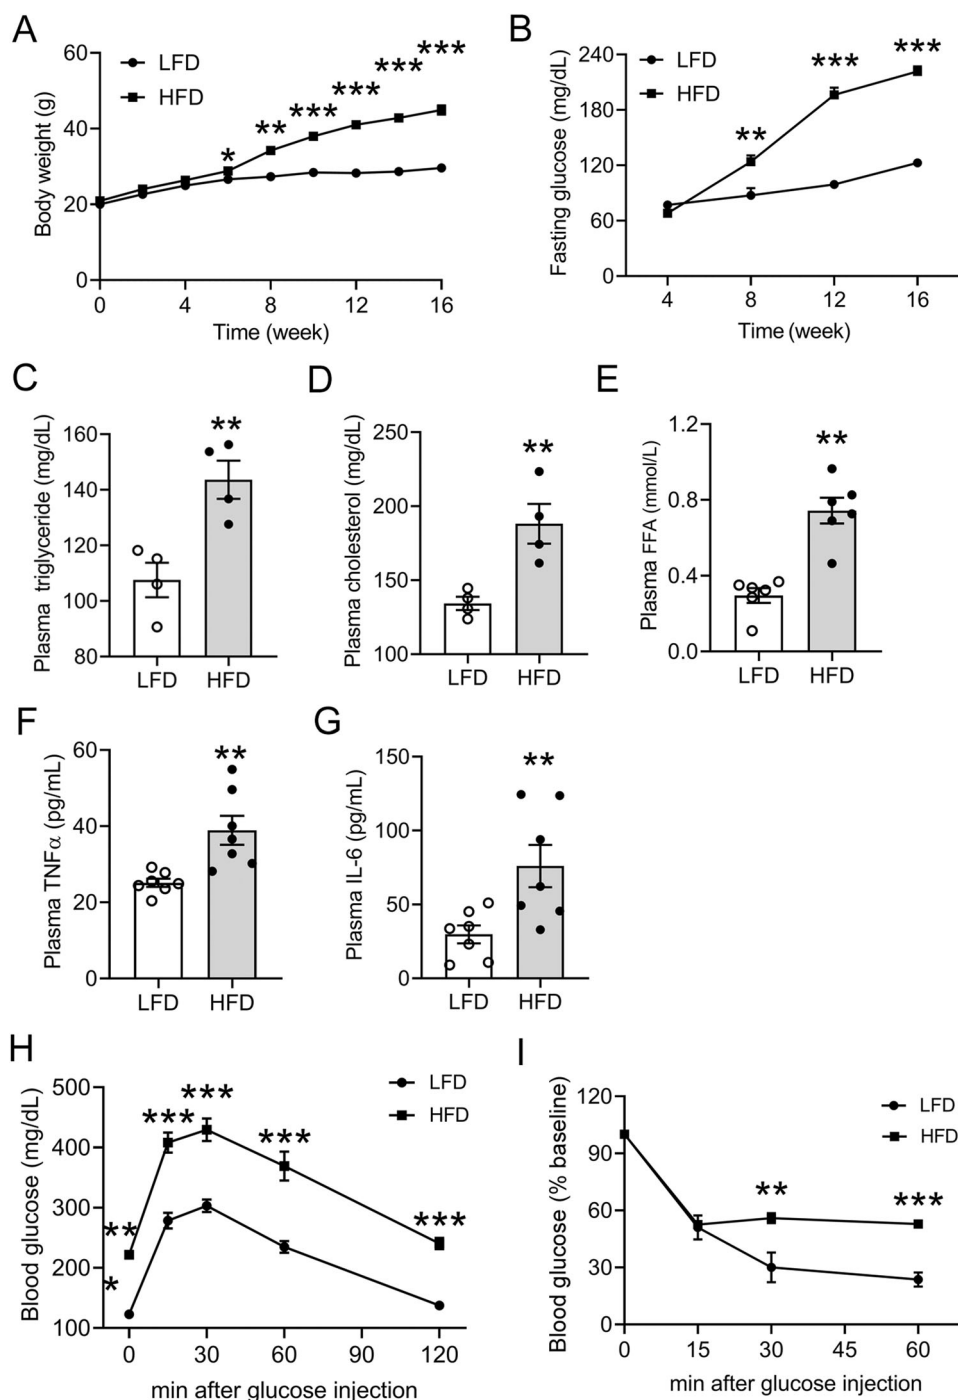 A
LFD
HFD
Body weight (g)
60
40
20
0
*
**
***
***
***
***
0 4 8 12 16
Time (week)
B
LFD
HFD
Fasting glucose (mg/dL)
240
180
120
60
0
**
***
***
4 8 12 16
Time (week)
C
Plasma triglyceride (mg/dL)
160
140
120
100
80
**
LFD HFD
D
Plasma cholesterol (mg/dL)
250
200
150
100
**
LFD HFD
E
Plasma FFA (mmol/L)
1.2
0.8
0.4
0.0
**
LFD HFD
F
Plasma TNFα (pg/mL)
60
40
20
0
**
LFD HFD
G
Plasma IL-6 (pg/mL)
150
100
50
0
**
LFD HFD
H
LFD
HFD
Blood glucose (mg/dL)
500
400
300
200
100
**
*
***
***
***
***
0 30 60 90 120
min after glucose injection
I
LFD
HFD
Blood glucose (% baseline)
120
90
60
30
0
**
***
0 15 30 45 60
min after glucose injection